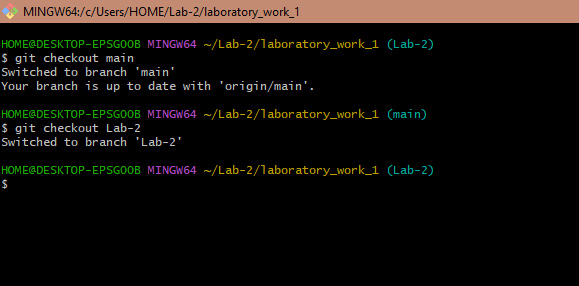 MINGW64:/c/Users/HOME/Lab-2/laboratory_work_1
HOME@DESKTOP-EPSGOOB MINGW64 ~/Lab-2/laboratory_work_1 (Lab-2)
$ git checkout main
Switched to branch 'main'
Your branch is up to date with 'origin/main'.
HOME@DESKTOP-EPSGOOB MINGW64 ~/Lab-2/laboratory_work_1 (main)
$ git checkout Lab-2
Switched to branch 'Lab-2'
HOME@DESKTOP-EPSGOOB MINGW64 ~/Lab-2/laboratory_work_1 (Lab-2)
$